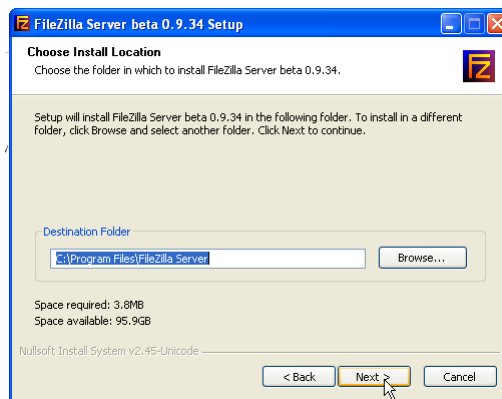 FileZilla Server beta 0.9.34 Setup
Choose Install Location
Choose the folder in which to install FileZilla Server beta 0.9.34.
Setup will install FileZilla Server beta 0.9.34 in the following folder. To install in a different
folder, click Browse and select another folder. Click Next to continue.
Destination Folder
C:\Program Files\FileZilla Server
Browse...
Space required: 3.8MB
Space available: 95.9GB
Nullsoft Install System v2.45-Unicode
< Back
Next >
Cancel